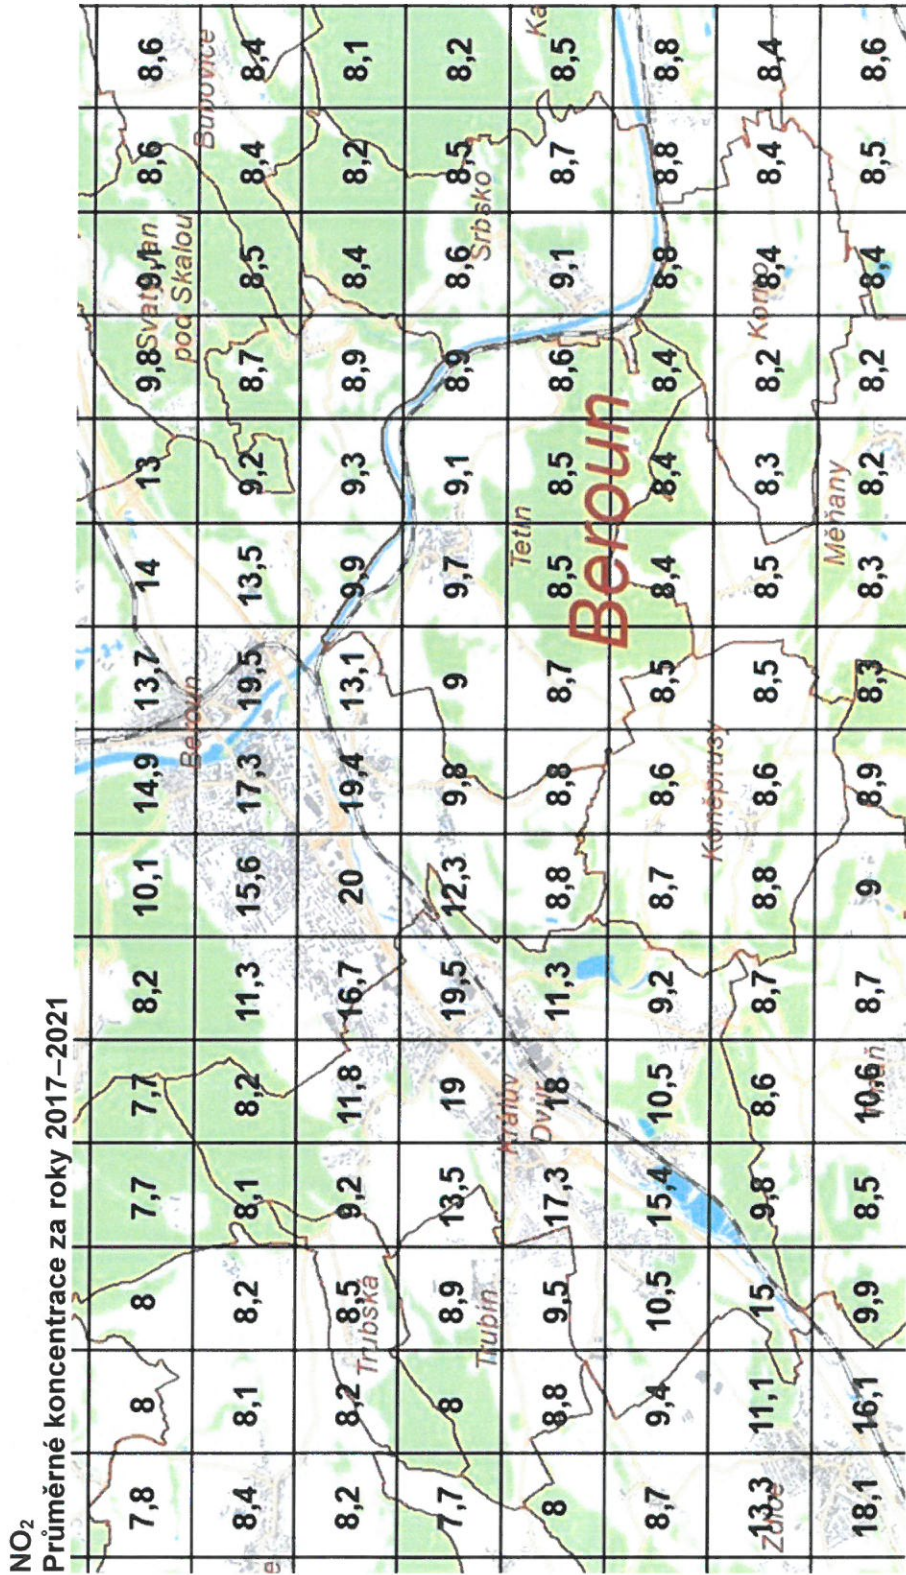 NO₂
Průměrné koncentrace za roky 2017–2021
7,8 8 8 7,7 7,7 8,2 10,1 14,9 13,7 14 13 9,8 9,1 8,6 8,6
Svatý Jan
pod Skalou
Beroun
Bubovice
8,4 8,1 8,2 8,1 8,2 11,3 15,6 17,3 19,5 13,5 9,2 8,7 8,5 8,4 8,4
e
8,2 8,2 8,5 9,2 11,8 16,7 20 19,4 13,1 9,9 9,3 8,9 8,4 8,2 8,1
Trubská
7,7 8 8,9 13,5 19 19,5 12,3 9,8 9 9,7 9,1 8,9 8,6 8,5 8,2
Trubín
Srbsko
Králův
Dvůr
Tetín
Ka
8 8,8 9,5 17,3 18 11,3 8,8 8,8 8,7 8,5 8,5 8,6 9,1 8,7 8,5
Beroun
8,7 9,4 10,5 15,4 10,5 9,2 8,7 8,6 8,5 8,4 8,4 8,4 8,8 8,8 8,8
Koněprusy
13,3 11,1 15 9,8 8,6 8,7 8,8 8,6 8,5 8,5 8,3 8,2 8,4 8,4 8,4
Zdice
Korno
Měňany
18,1 16,1 9,9 8,5 10,6 8,7 9 8,9 8,3 8,3 8,2 8,2 8,4 8,5 8,6